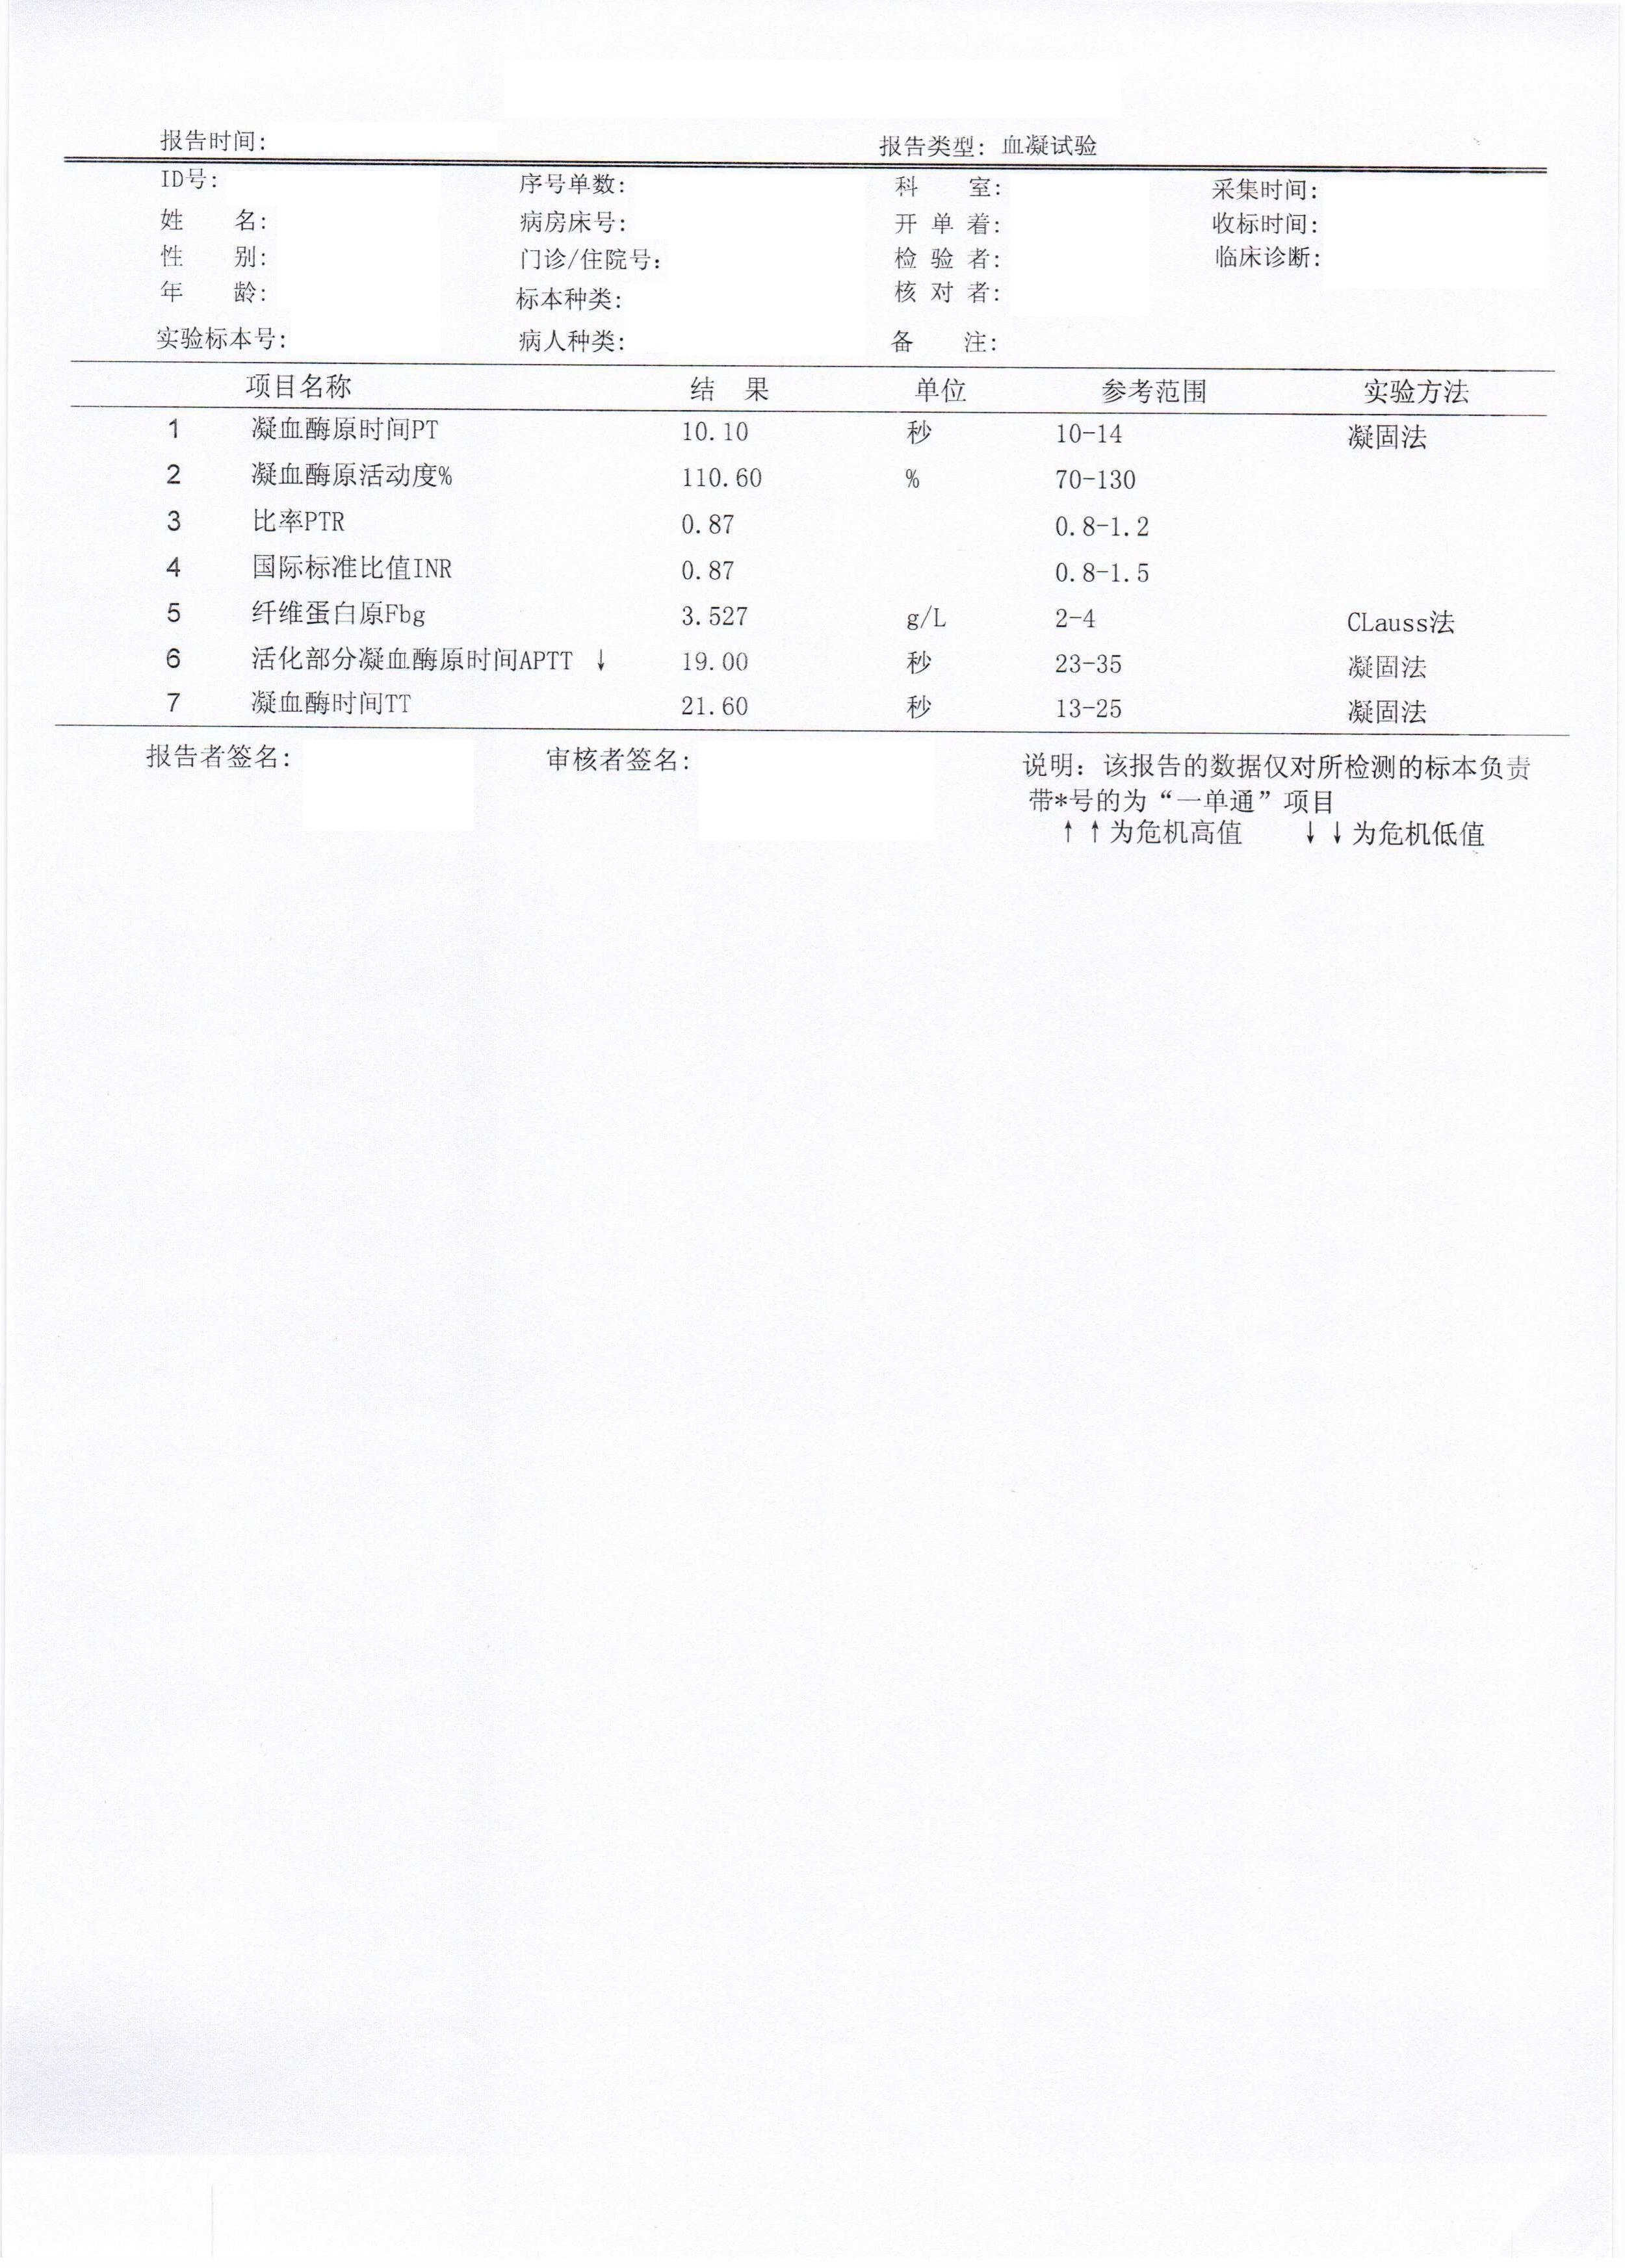 报告时间: 报告类型: 血凝试验
ID号: 序号单数: 科 室: 采集时间:
姓 名: 病房床号: 开 单 着: 收标时间:
性 别: 门诊/住院号: 检 验 者: 临床诊断:
年 龄: 标本种类: 核 对 者:
实验标本号: 病人种类: 备 注:
项目名称 结 果 单位 参考范围 实验方法
1 凝血酶原时间PT 10.10 秒 10-14 凝固法
2 凝血酶原活动度% 110.60 % 70-130
3 比率PTR 0.87 0.8-1.2
4 国际标准比值INR 0.87 0.8-1.5
5 纤维蛋白原Fbg 3.527 g/L 2-4 CLauss法
6 活化部分凝血酶原时间APTT ↓ 19.00 秒 23-35 凝固法
7 凝血酶时间TT 21.60 秒 13-25 凝固法
报告者签名: 审核者签名: 说明: 该报告的数据仅对所检测的标本负责
带*号的为“一单通”项目
↑↑为危机高值 ↓↓为危机低值